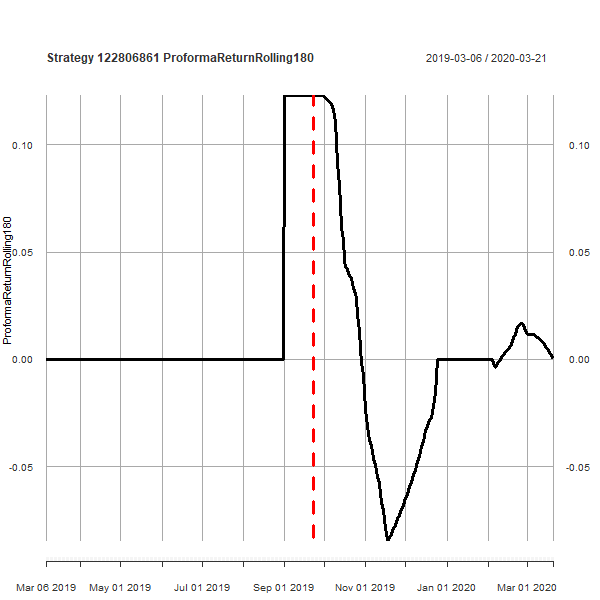 Strategy 122806861 ProformaReturnRolling180
2019-03-06 / 2020-03-21
ProformaReturnRolling180
0.10
0.05
0.00
-0.05
0.10
0.05
0.00
-0.05
Mar 06 2019
May 01 2019
Jul 01 2019
Sep 01 2019
Nov 01 2019
Jan 01 2020
Mar 01 2020